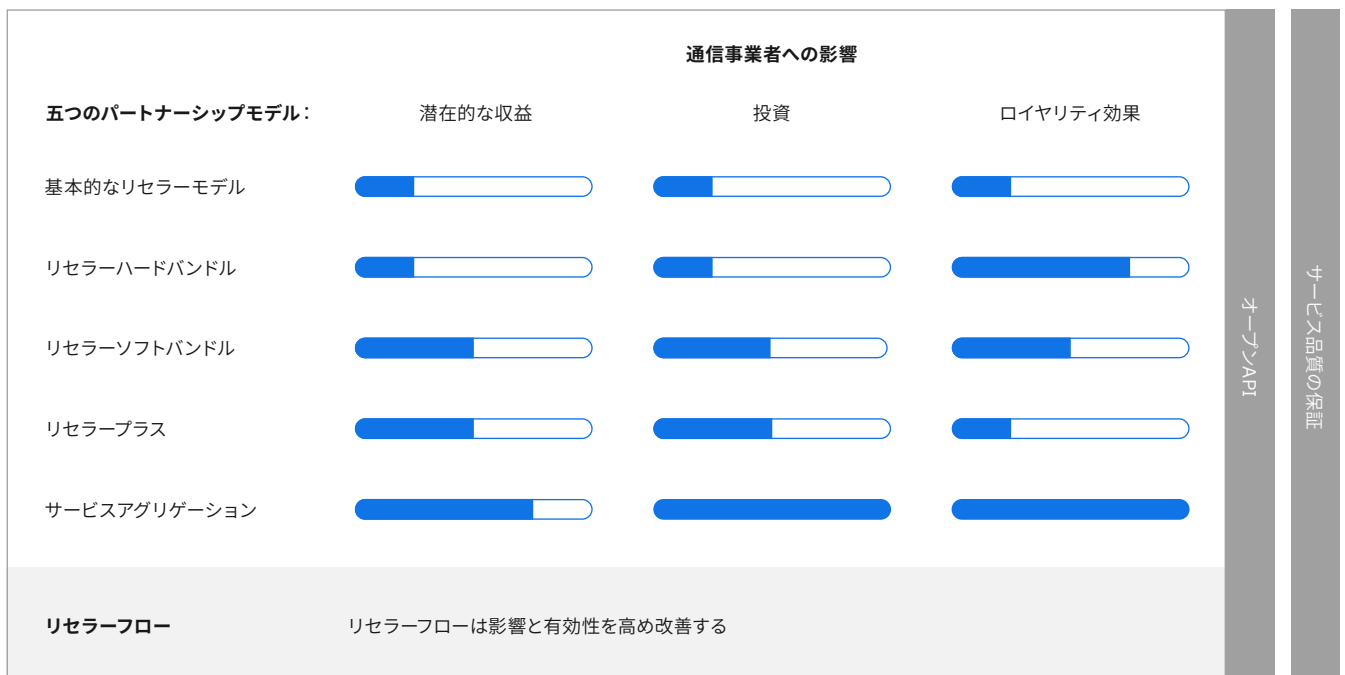 通信事業者への影響
五つのパートナーシップモデル：
潜在的な収益
投資
ロイヤリティ効果
基本的なリセラーモデル
リセラーハードバンドル
リセラーソフトバンドル
リセラープラス
サービスアグリゲーション
リセラーフロー
リセラーフローは影響と有効性を高め改善する
オープンAPI
サービス品質の保証